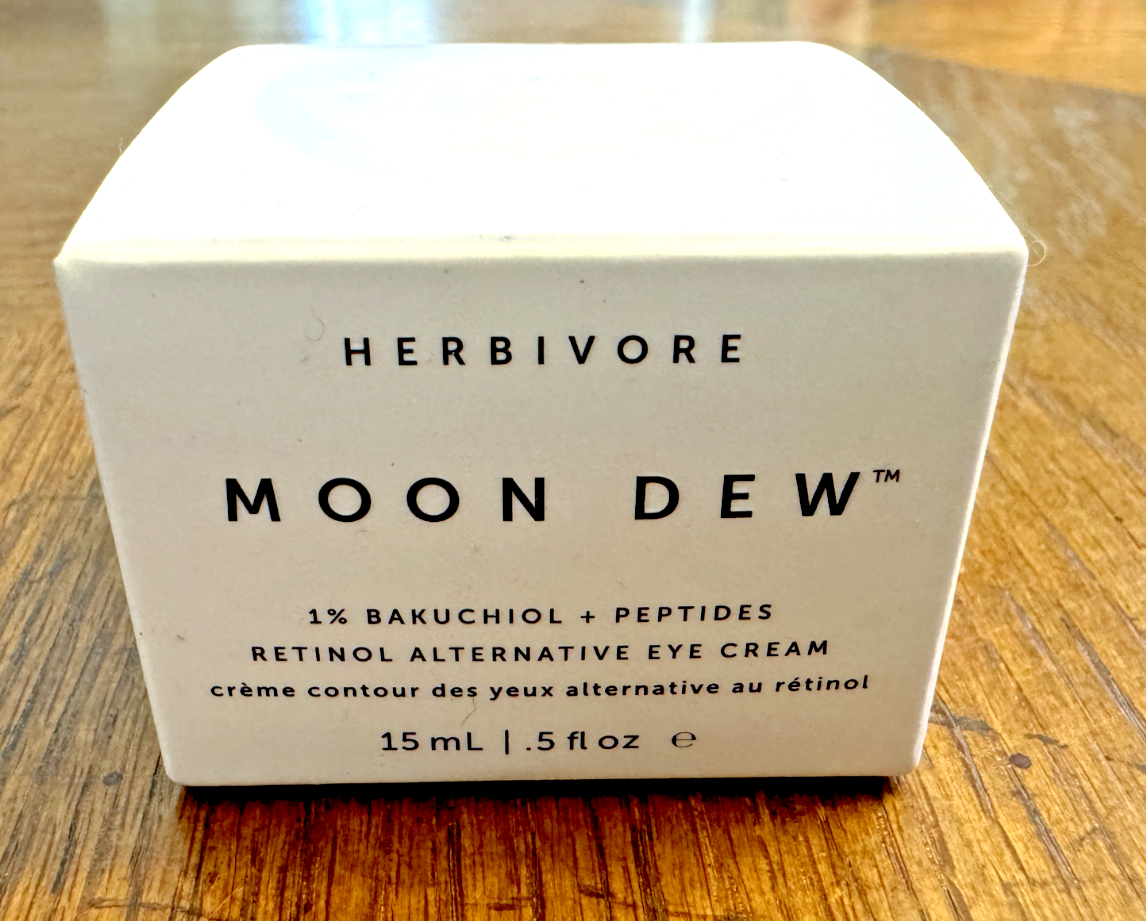 HERBIVORE
MOON DEW™
1% BAKUCHIOL + PEPTIDES
RETINOL ALTERNATIVE EYE CREAM
crème contour des yeux alternative au rétinol
15 mL | .5 fl oz ℮